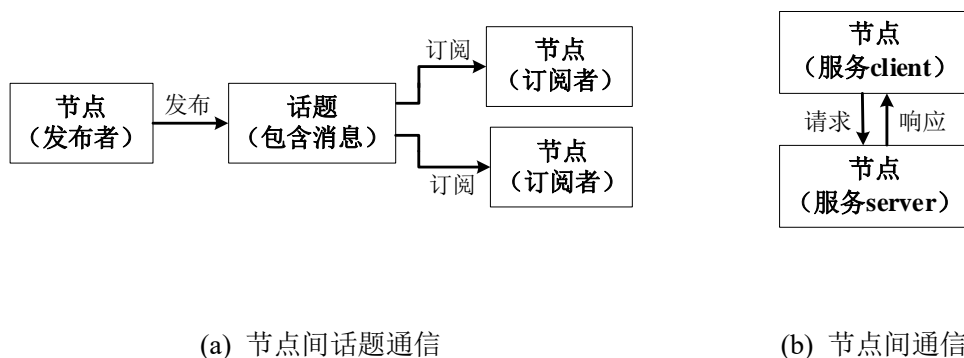 节点
（发布者）
发布
话题
（包含消息）
订阅
节点
（订阅者）
订阅
节点
（订阅者）
节点
（服务client）
请求
响应
节点
（服务server）
(a) 节点间话题通信
(b) 节点间通信